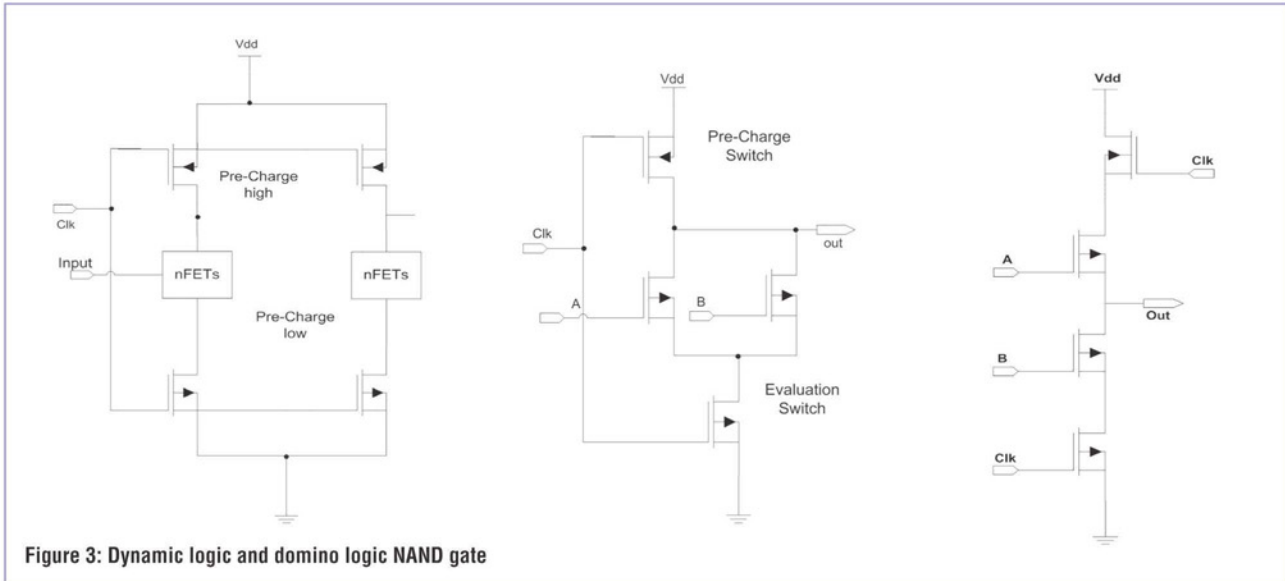 Vdd
Pre-Charge
high
Clk
Input
nFETs
nFETs
Pre-Charge
low
Vdd
Pre-Charge
Switch
Clk
out
A
B
Evaluation
Switch
Vdd
Clk
A
Out
B
Clk
Figure 3: Dynamic logic and domino logic NAND gate